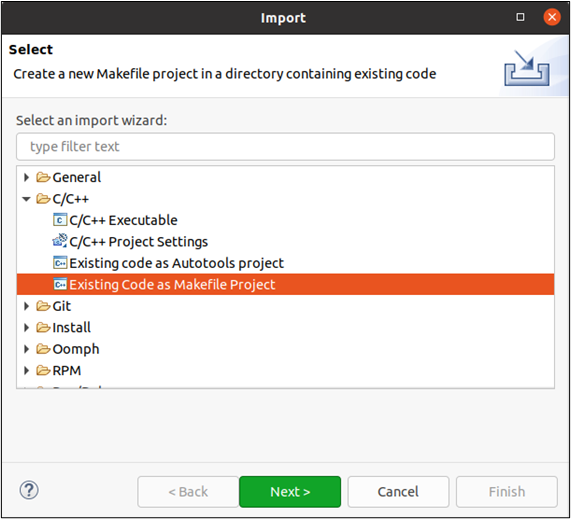 Import
Select
Create a new Makefile project in a directory containing existing code
Select an import wizard:
type filter text
General
C/C++
C/C++ Executable
C/C++ Project Settings
Existing code as Autotools project
Existing Code as Makefile Project
Git
Install
Oomph
RPM
< Back
Next >
Cancel
Finish